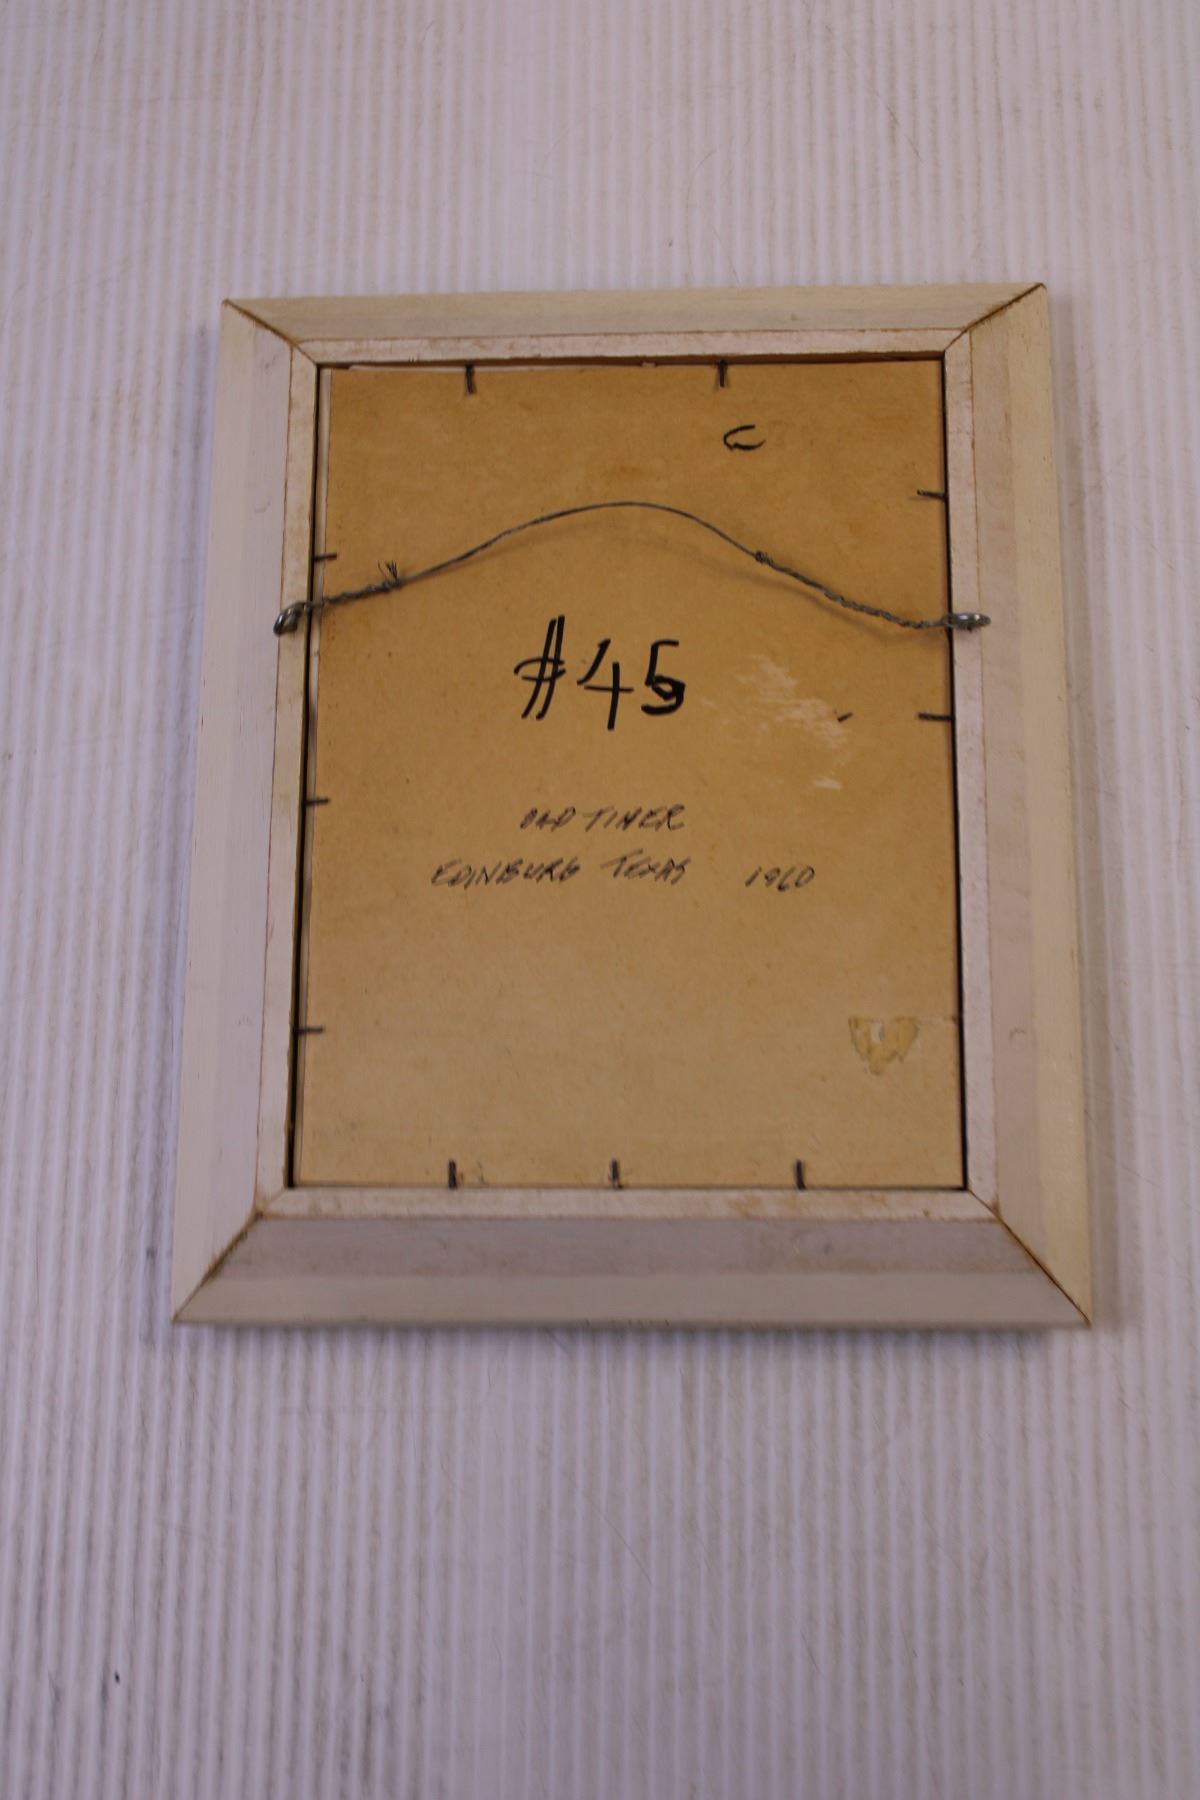 C
#45
OLD TIMER
EDINBURG TEXAS 1960